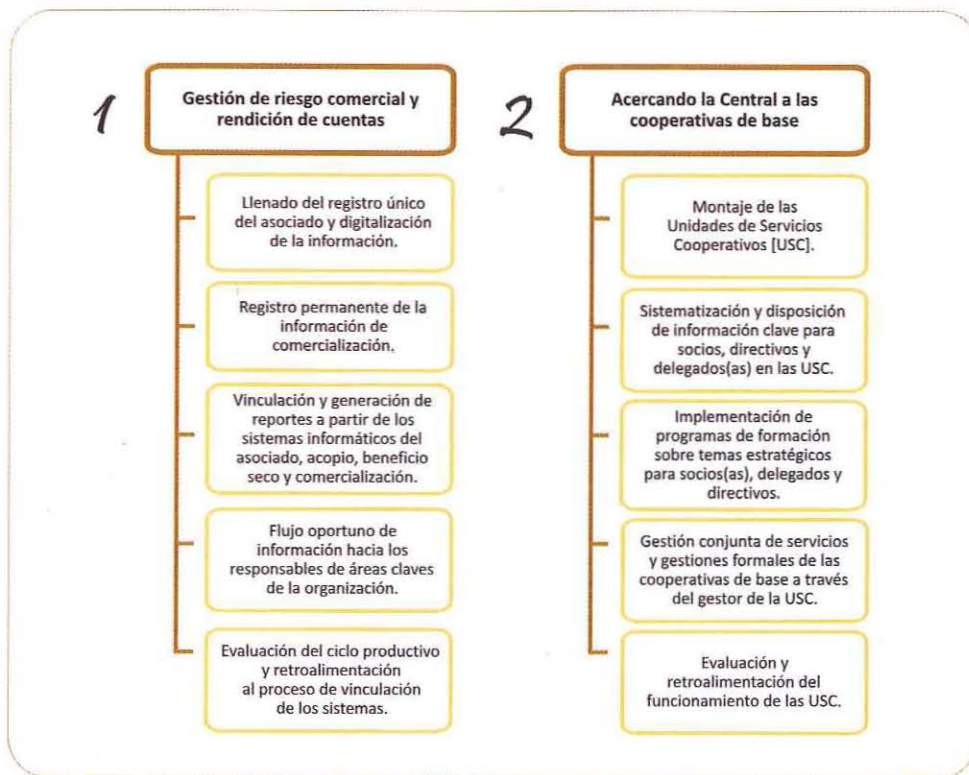 1
Gestión de riesgo comercial y
rendición de cuentas
Llenado del registro único
del asociado y digitalización
de la información.
Registro permanente de la
información de
comercialización.
Vinculación y generación de
reportes a partir de los
sistemas informáticos del
asociado, acopio, beneficio
seco y comercialización.
Flujo oportuno de
información hacia los
responsables de áreas claves
de la organización.
Evaluación del ciclo productivo
y retroalimentación
al proceso de vinculación
de los sistemas.
2
Acercando la Central a las
cooperativas de base
Montaje de las
Unidades de Servicios
Cooperativos [USC].
Sistematización y disposición
de información clave para
socios, directivos y
delegados(as) en las USC.
Implementación de
programas de formación
sobre temas estratégicos
para socios(as), delegados y
directivos.
Gestión conjunta de servicios
y gestiones formales de las
cooperativas de base a través
del gestor de la USC.
Evaluación y
retroalimentación del
funcionamiento de las USC.